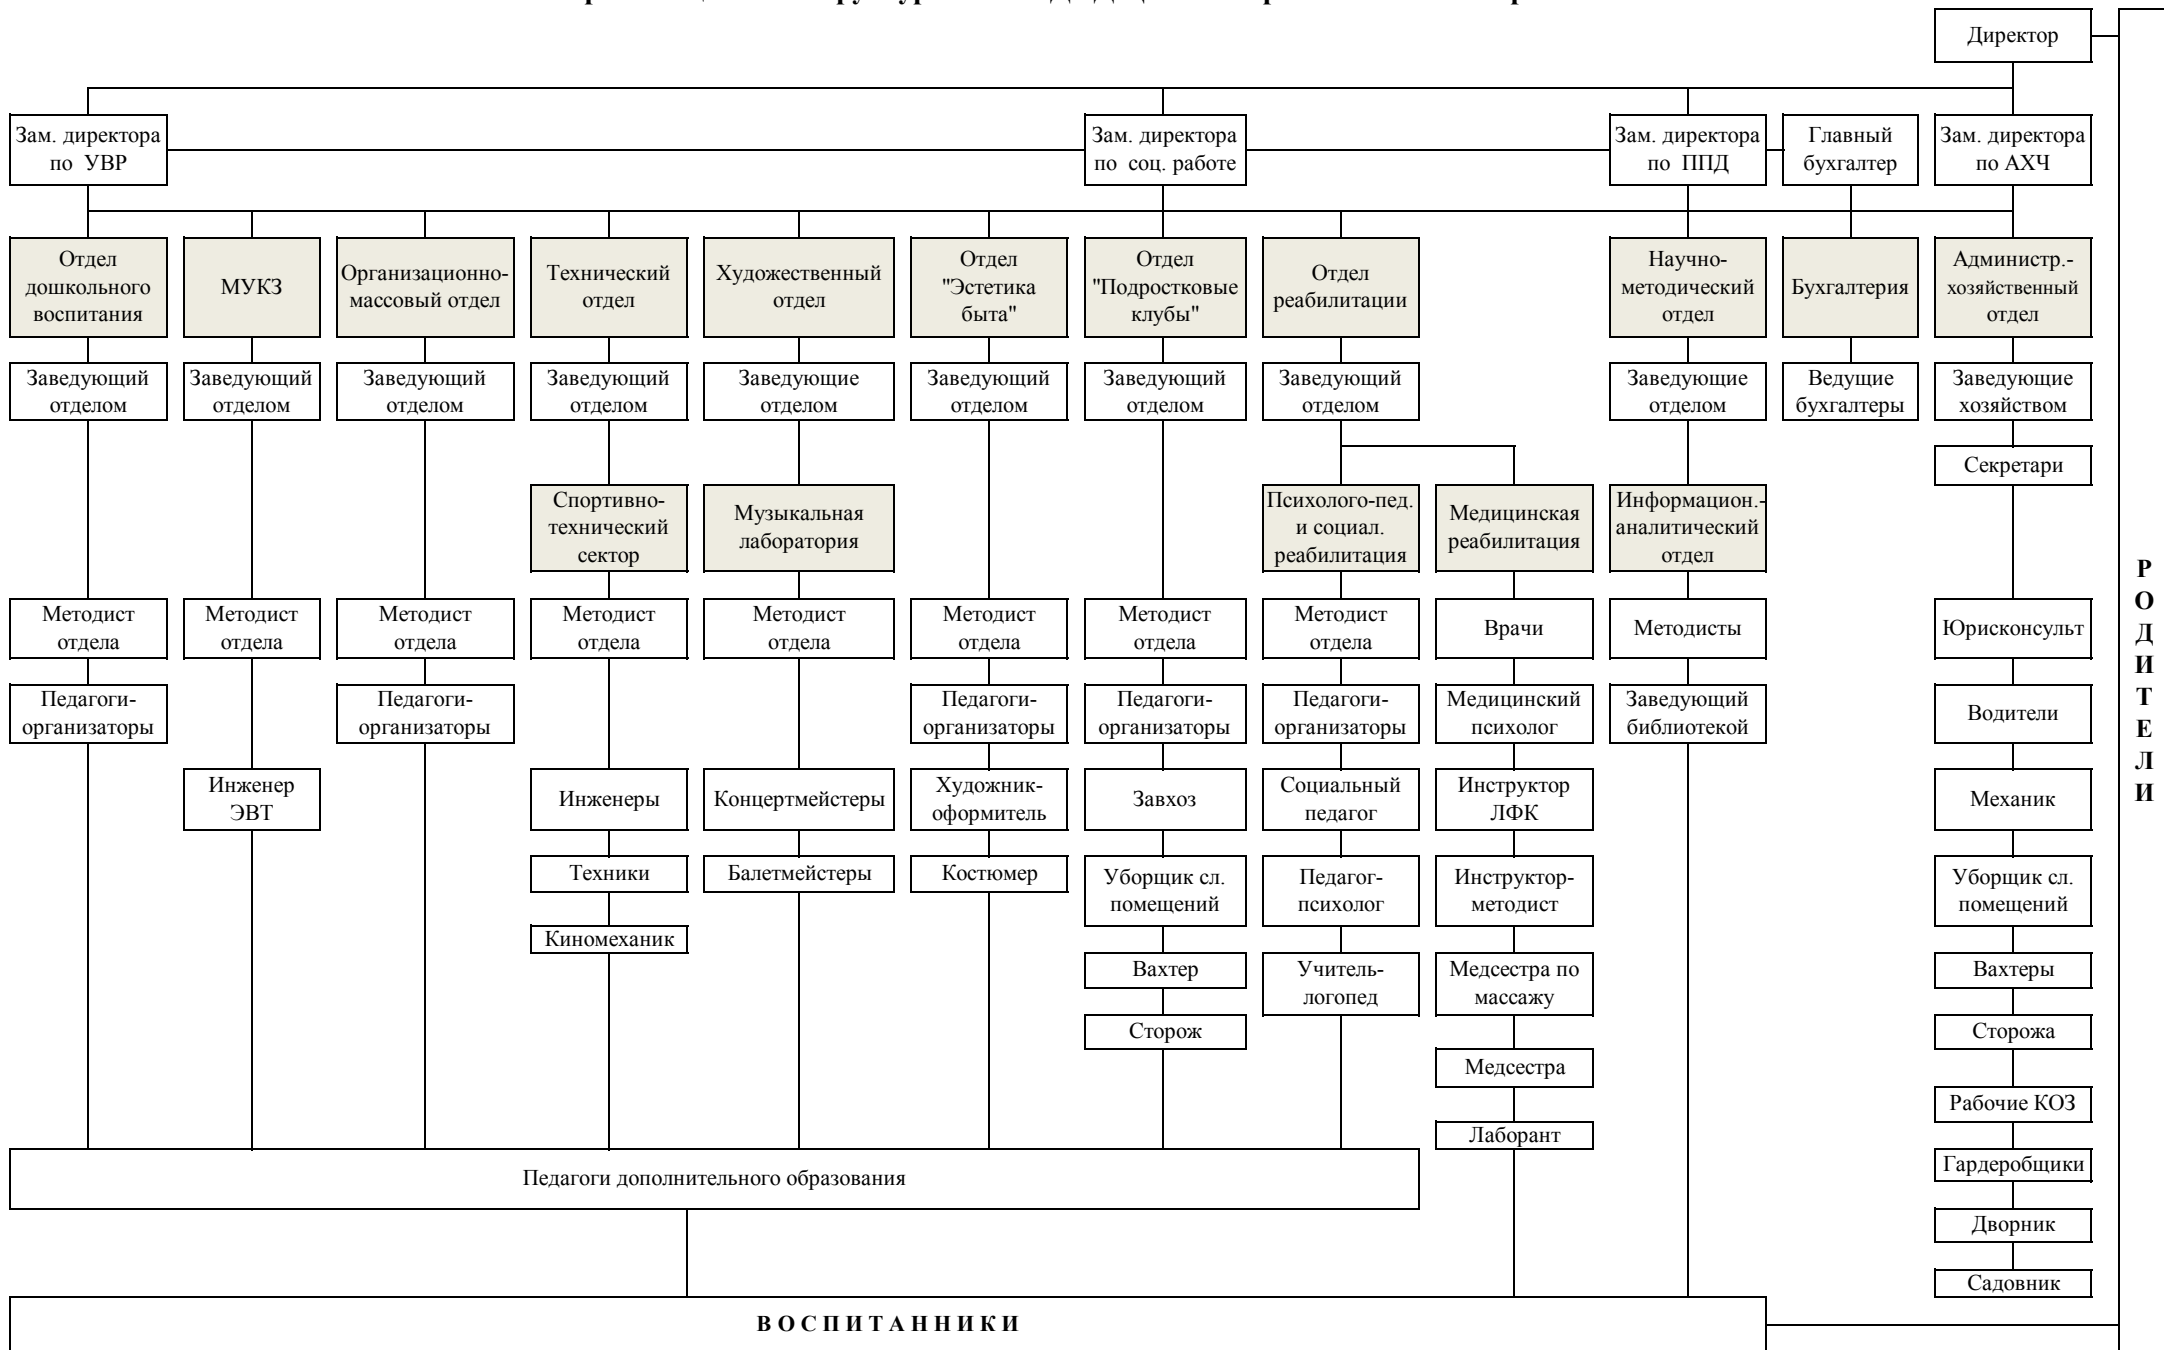 Директор
Зам. директора
по УВР
Зам. директора
по соц. работе
Зам. директора
по ППД
Главный
бухгалтер
Зам. директора
по АХЧ
Отдел
дошкольного
воспитания
МУКЗ
Организационно-
массовый отдел
Технический
отдел
Художественный
отдел
Отдел
"Эстетика
быта"
Отдел
"Подростковые
клубы"
Отдел
реабилитации
Научно-
методический
отдел
Бухгалтерия
Администр.-
хозяйственный
отдел
Заведующий
отделом
Заведующий
отделом
Заведующий
отделом
Заведующий
отделом
Заведующие
отделом
Заведующий
отделом
Заведующий
отделом
Заведующий
отделом
Заведующие
отделом
Ведущие
бухгалтеры
Заведующие
хозяйством
Секретари
Спортивно-
технический
сектор
Музыкальная
лаборатория
Психолого-пед.
и социал.
реабилитация
Медицинская
реабилитация
Информацион.-
аналитический
отдел
Методист
отдела
Методист
отдела
Методист
отдела
Методист
отдела
Методист
отдела
Методист
отдела
Методист
отдела
Методист
отдела
Врачи
Методисты
Юрисконсульт
Педагоги-
организаторы
Педагоги-
организаторы
Педагоги-
организаторы
Педагоги-
организаторы
Педагоги-
организаторы
Медицинский
психолог
Заведующий
библиотекой
Водители
Инженер
ЭВТ
Инженеры
Концертмейстеры
Художник-
оформитель
Завхоз
Социальный
педагог
Инструктор
ЛФК
Механик
Техники
Балетмейстеры
Костюмер
Уборщик сл.
помещений
Педагог-
психолог
Инструктор-
методист
Уборщик сл.
помещений
Киномеханик
Вахтер
Учитель-
логопед
Медсестра по
массажу
Вахтеры
Сторож
Сторожа
Медсестра
Рабочие КОЗ
Лаборант
Гардеробщики
Педагоги дополнительного образования
Дворник
Садовник
В О С П И Т А Н Н И К И
Р
О
Д
И
Т
Е
Л
И